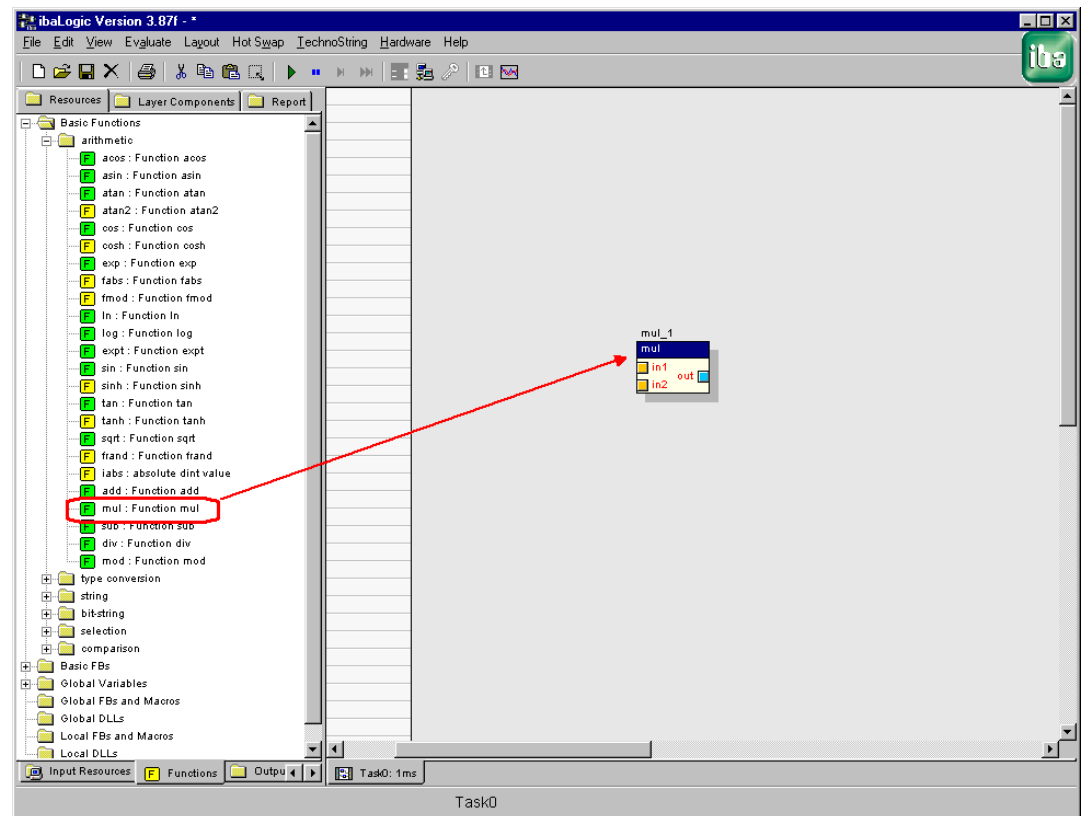 ibaLogic Version 3.87f - *
File Edit View Evaluate Layout Hot Swap TechnoString Hardware Help
iba
Resources Layer Components Report
Basic Functions
arithmetic
F acos : Function acos
F asin : Function asin
F atan : Function atan
F atan2 : Function atan2
F cos : Function cos
F cosh : Function cosh
F exp : Function exp
F fabs : Function fabs
F fmod : Function fmod
F ln : Function ln
F log : Function log
F expt : Function expt
F sin : Function sin
F sinh : Function sinh
F tan : Function tan
F tanh : Function tanh
F sqrt : Function sqrt
F frand : Function frand
F iabs : absolute dint value
F add : Function add
F mul : Function mul
F sub : Function sub
F div : Function div
F mod : Function mod
type conversion
string
bit-string
selection
comparison
Basic FBs
Global Variables
Global FBs and Macros
Global DLLs
Local FBs and Macros
Local DLLs
mul_1
mul
in1
out
in2
Input Resources F Functions Outpu
Task0: 1ms
Task0